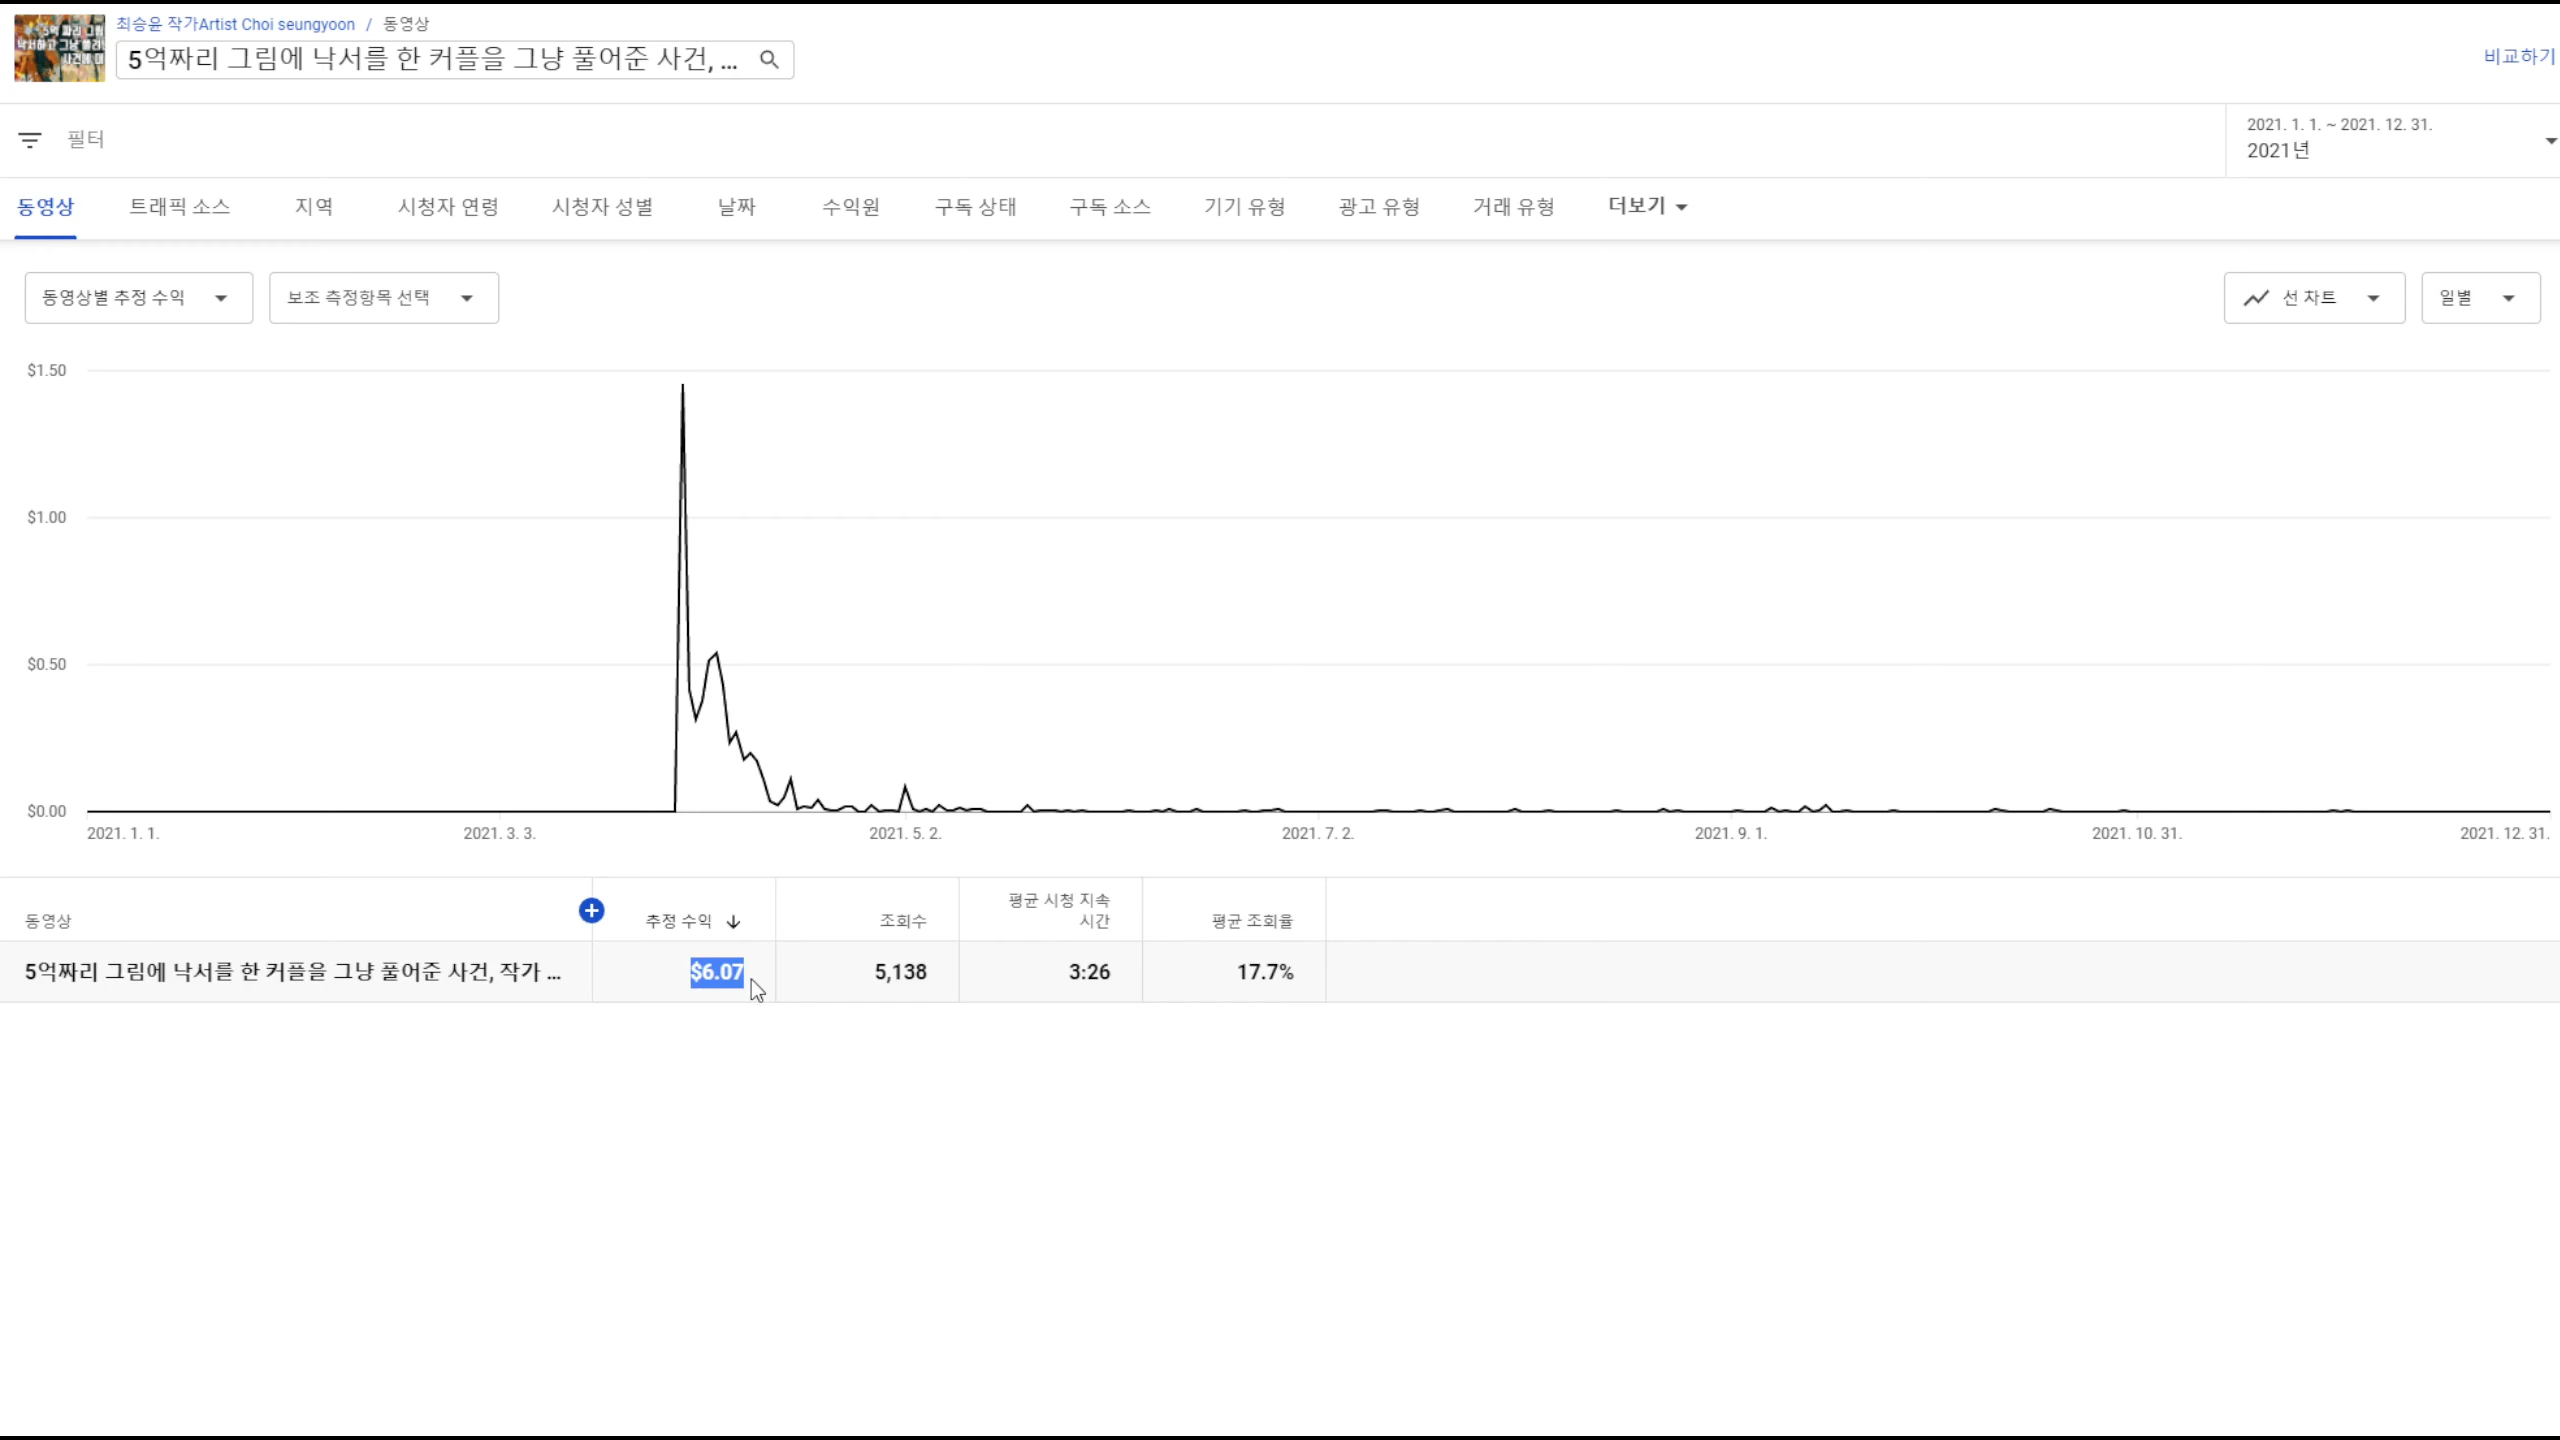 최승윤 작가Artist Choi seungyoon / 동영상
5억짜리 그림에 낙서를 한 커플을 그냥 풀어준 사건, ...
비교하기
필터
2021. 1. 1. ~ 2021. 12. 31.
2021년
동영상 트래픽 소스 지역 시청자 연령 시청자 성별 날짜 수익원 구독 상태 구독 소스 기기 유형 광고 유형 거래 유형 더보기
동영상별 추정 수익 보조 측정항목 선택 선 차트 일별
$1.50
$1.00
$0.50
$0.00
2021. 1. 1. 2021. 3. 3. 2021. 5. 2. 2021. 7. 2. 2021. 9. 1. 2021. 10. 31. 2021. 12. 31.
동영상 추정 수익 조회수 평균 시청 지속 시간 평균 조회율
5억짜리 그림에 낙서를 한 커플을 그냥 풀어준 사건, 작가 ... $6.07 5,138 3:26 17.7%